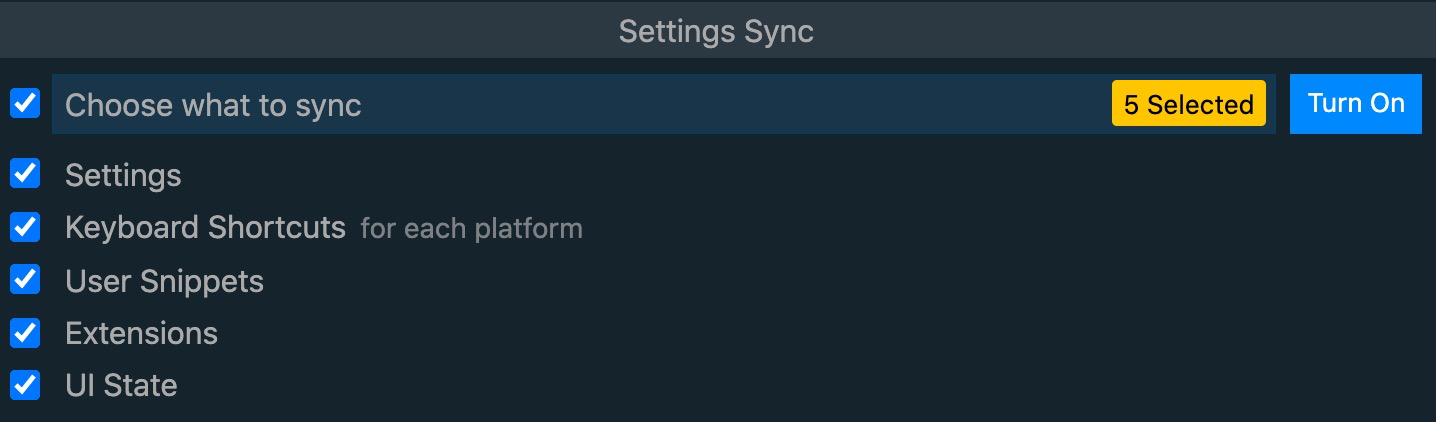 Settings Sync
Choose what to sync 5 Selected Turn On
Settings
Keyboard Shortcuts for each platform
User Snippets
Extensions
UI State